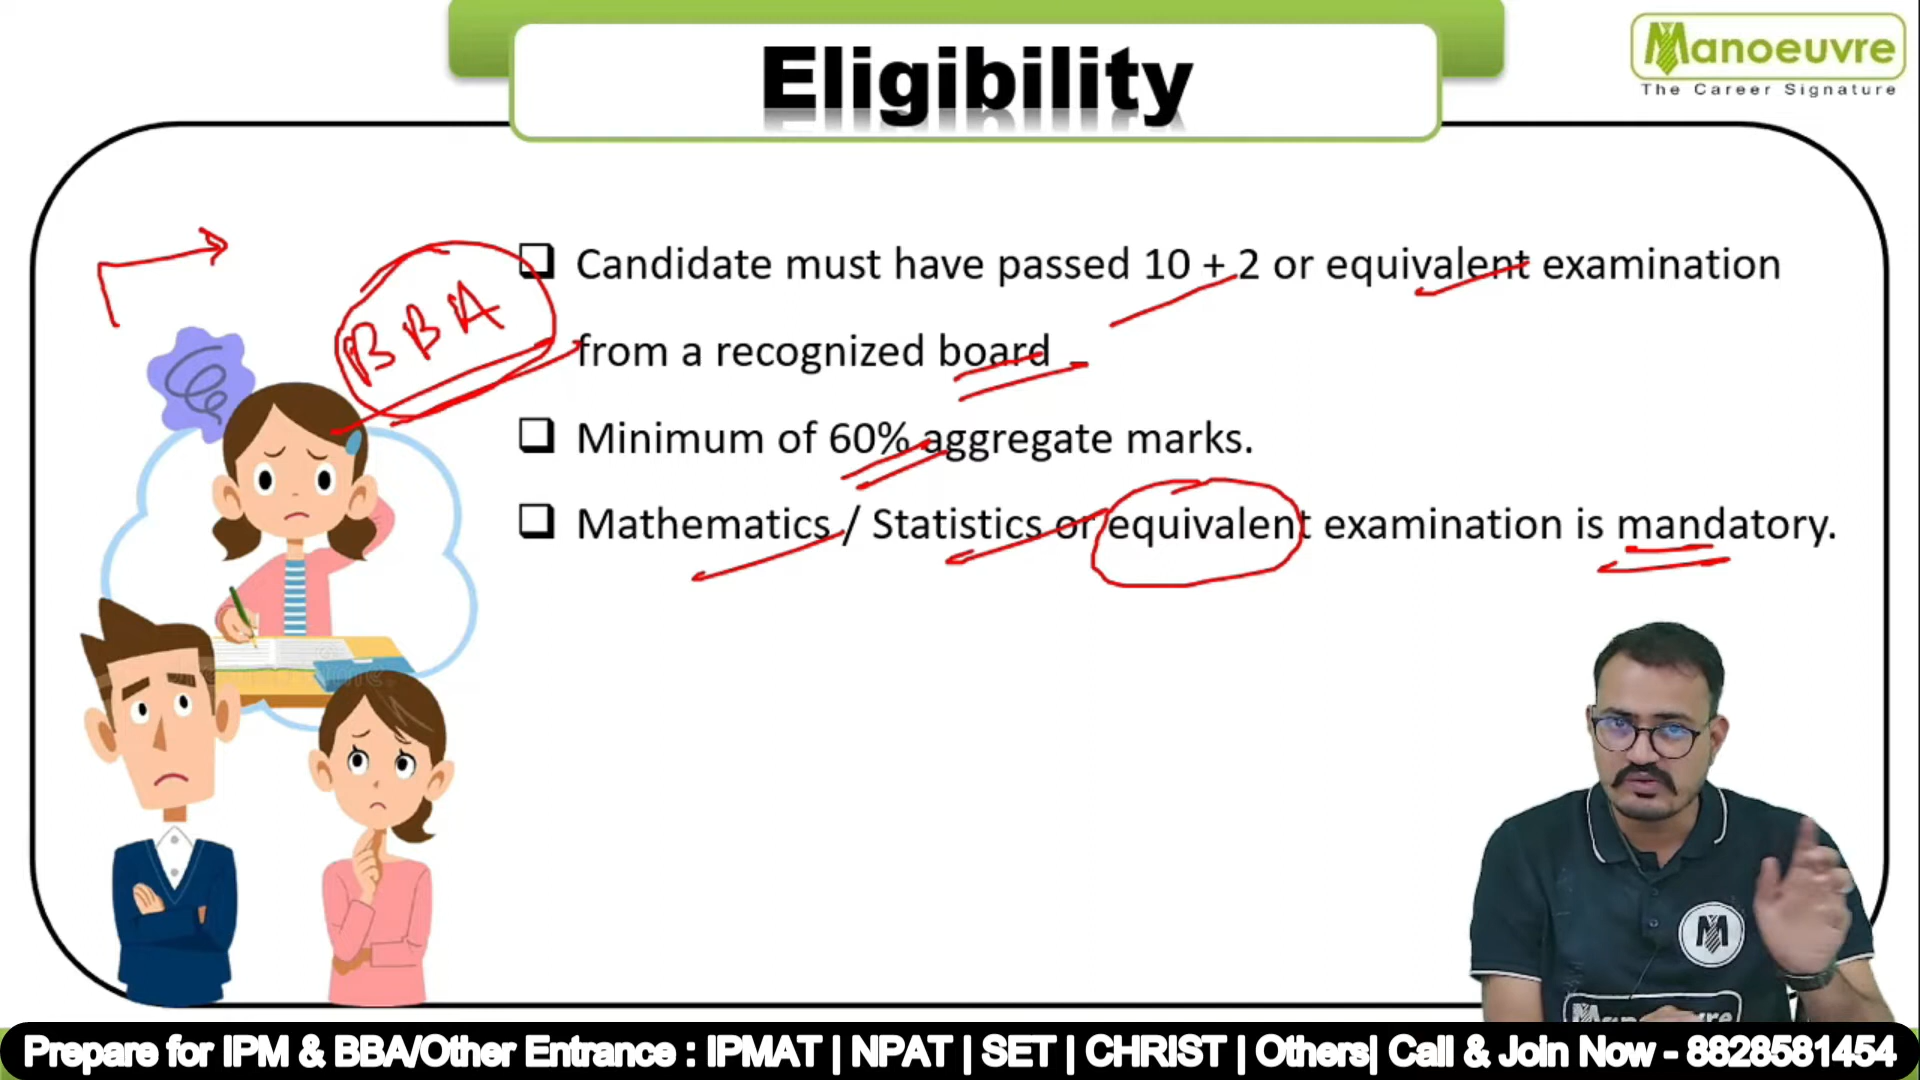 Eligibility
Manoeuvre
The Career Signature
❑ Candidate must have passed 10 + 2 or equivalent examination
from a recognized board
BBA
❑ Minimum of 60% aggregate marks.
❑ Mathematics / Statistics or equivalent examination is mandatory.
M
Manoeuvre
Prepare for IPM & BBA/Other Entrance : IPMAT | NPAT | SET | CHRIST | Others| Call & Join Now - 8828581454